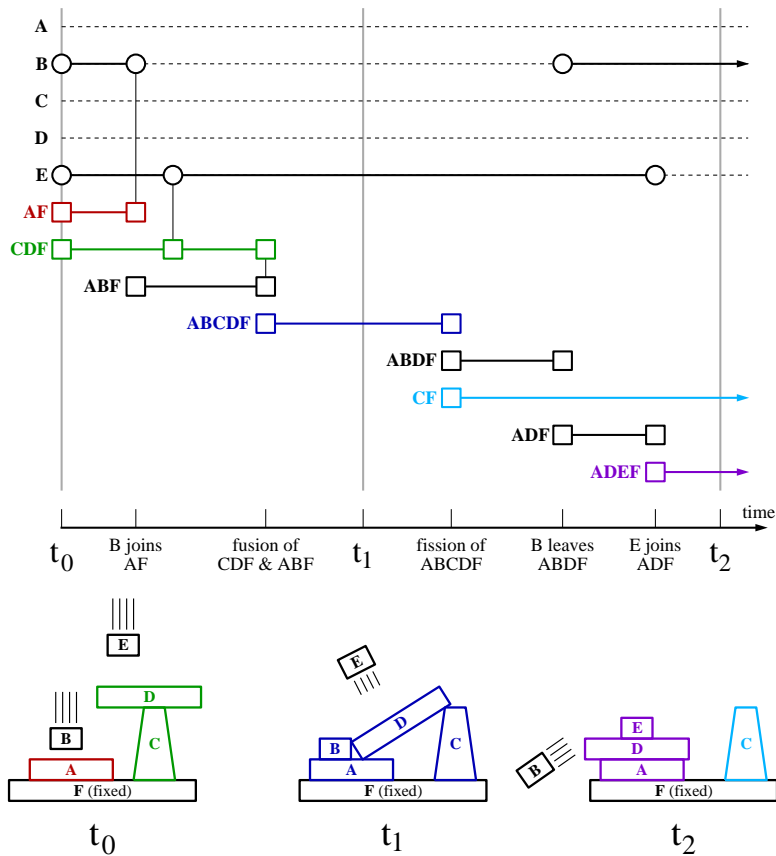 A
B
C
D
E
AF
CDF
ABF
ABCDF
ABDF
CF
ADF
ADEF
time
t0 B joins fusion of t1 fission of B leaves E joins t2
AF CDF & ABF ABCDF ABDF ADF
E
B
D
C
A
F (fixed)
t0
E
B
D
C
A
F (fixed)
t1
E
D
B
A
C
F (fixed)
t2